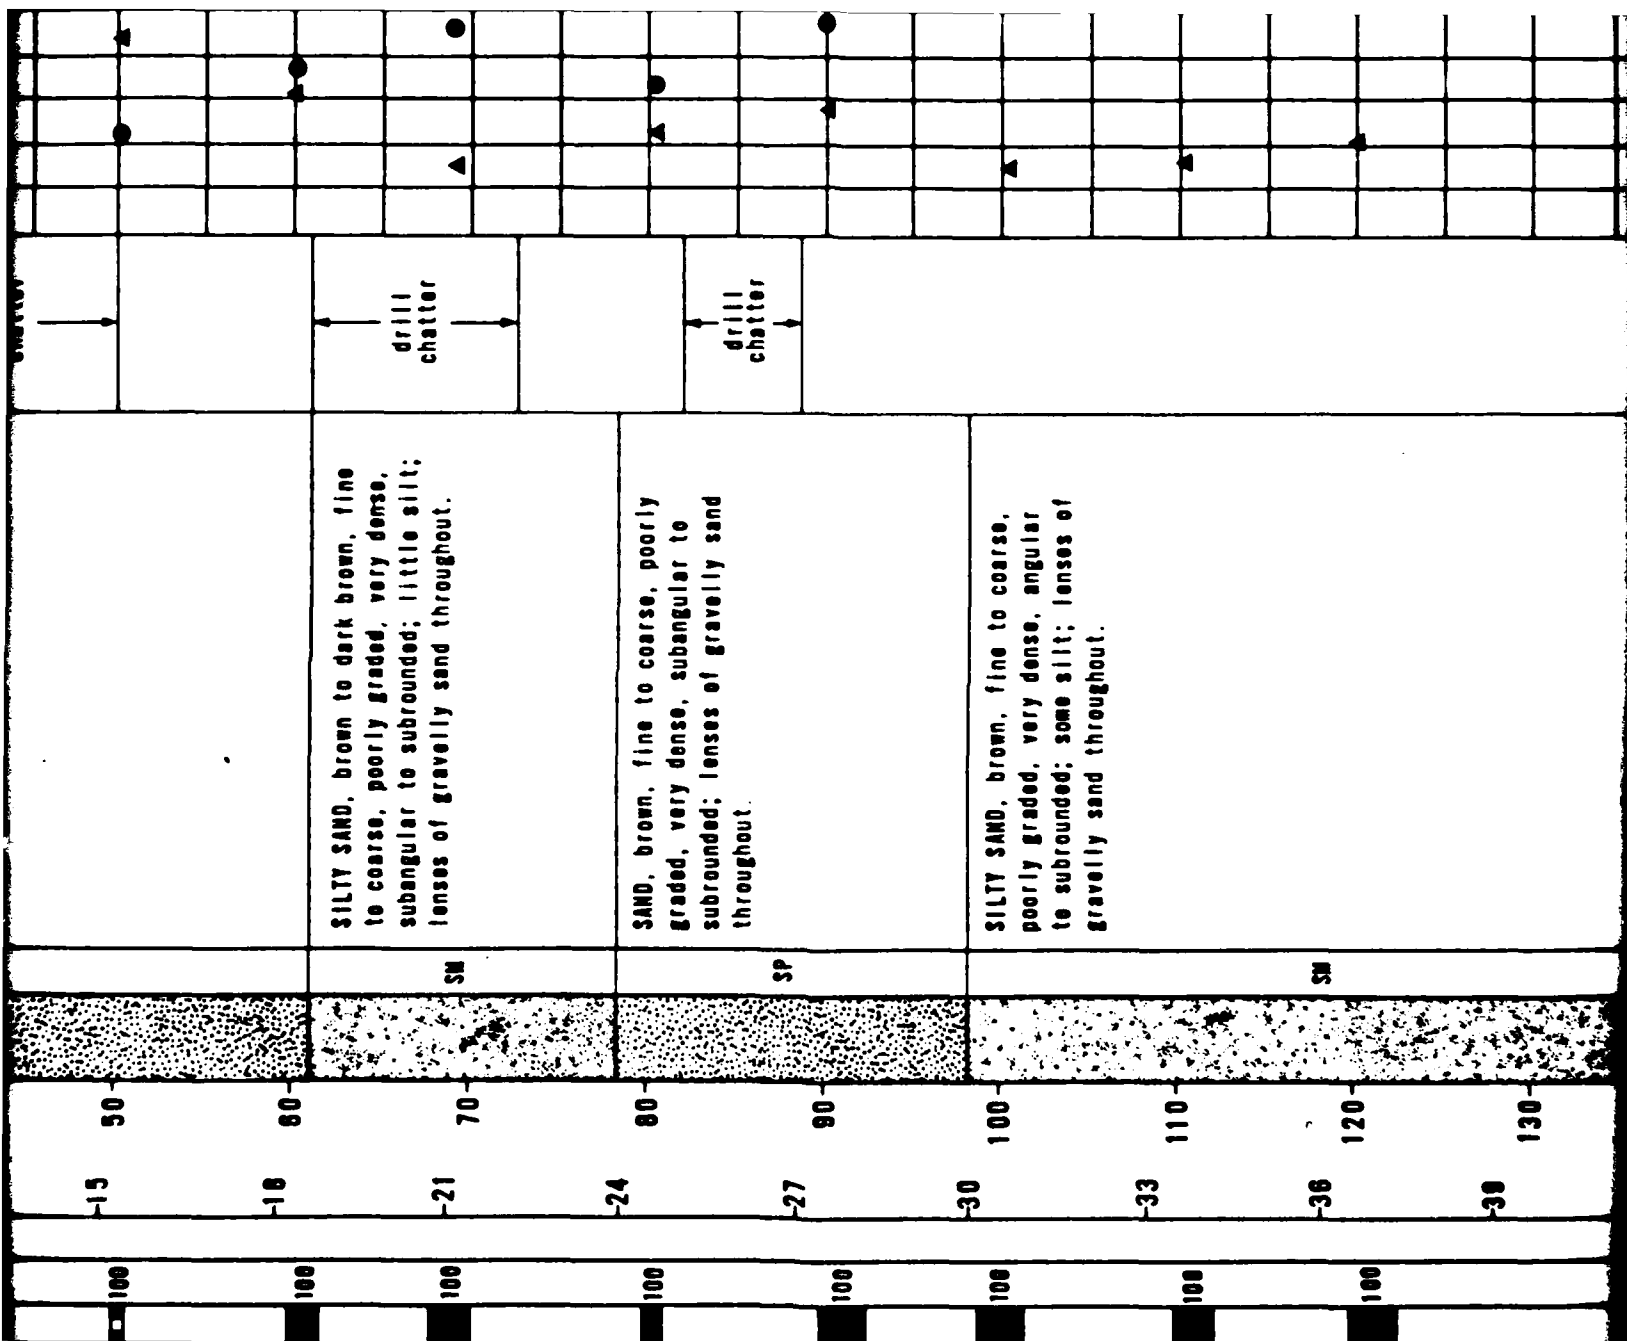 drill
chatter
drill
chatter
SILTY SAND, brown to dark brown, fine
to coarse, poorly graded, very dense,
subangular to subrounded; little silt;
lenses of gravelly sand throughout.
SAND, brown, fine to coarse, poorly
graded, very dense, subangular to
subrounded; lenses of gravelly sand
throughout.
SILTY SAND, brown, fine to coarse,
poorly graded, very dense, angular
to subrounded; some silt; lenses of
gravelly sand throughout.
SM
SP
SM
50
60
70
80
90
100
110
120
130
15
18
21
24
27
30
33
36
100
100
100
100
100
100
100
100